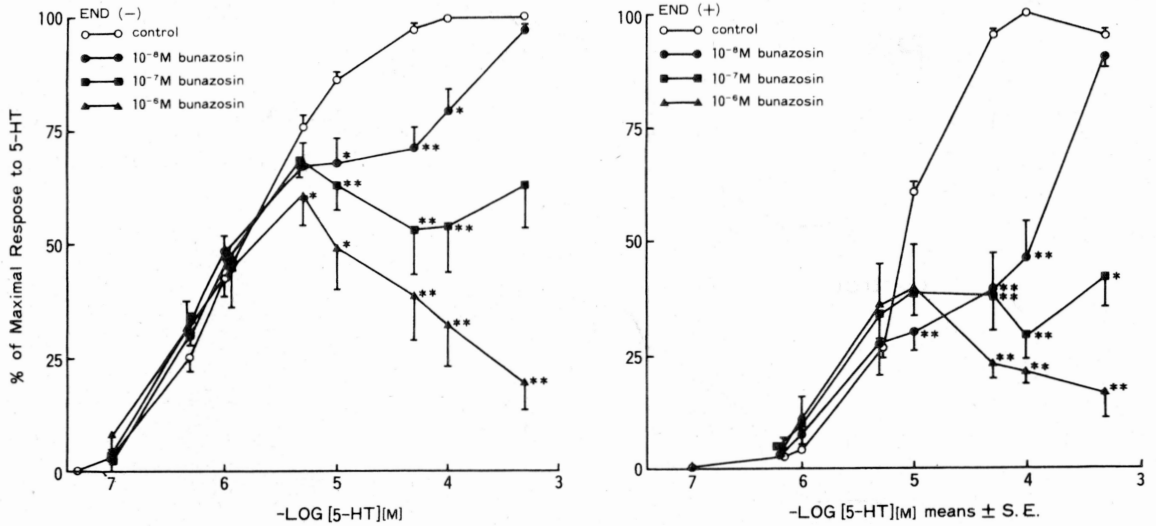 END (−)
control
10⁻⁸M bunazosin
10⁻⁷M bunazosin
10⁻⁶M bunazosin
% of Maximal Respose to 5-HT
100
75
50
25
0
7
6
5
4
3
-LOG [5-HT][M]
* * ** * ** ** ** * ** ** **
END (+)
control
10⁻⁸M bunazosin
10⁻⁷M bunazosin
10⁻⁶M bunazosin
100
75
50
25
0
7
6
5
4
3
-LOG [5-HT][M] means ± S.E.
** ** ** ** ** * ** ** **